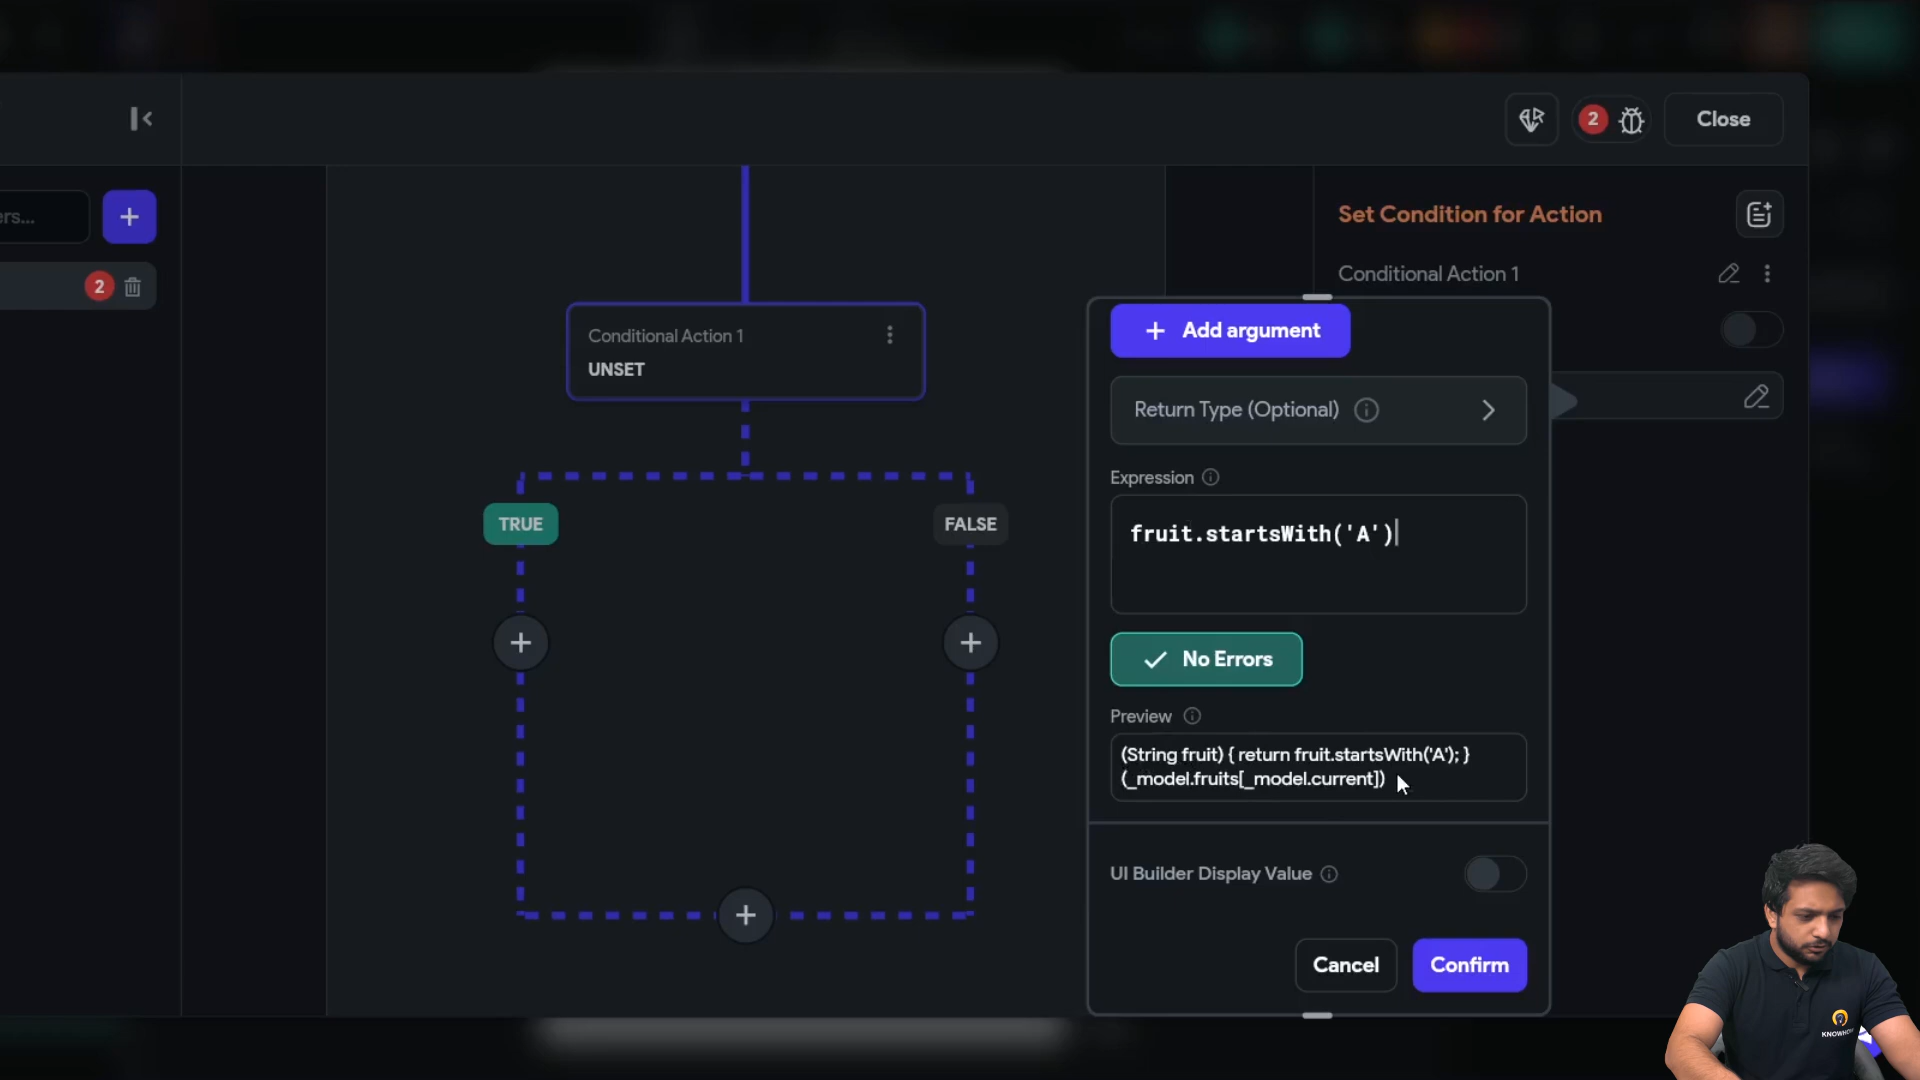 2
Close
ers...
+
Set Condition for Action
2
Conditional Action 1
Conditional Action 1
UNSET
+ Add argument
Return Type (Optional)
Expression
fruit.startsWith('A')
TRUE
FALSE
No Errors
Preview
(String fruit) { return fruit.startsWith('A'); }
(_model.fruits[_model.current])
UI Builder Display Value
Cancel
Confirm